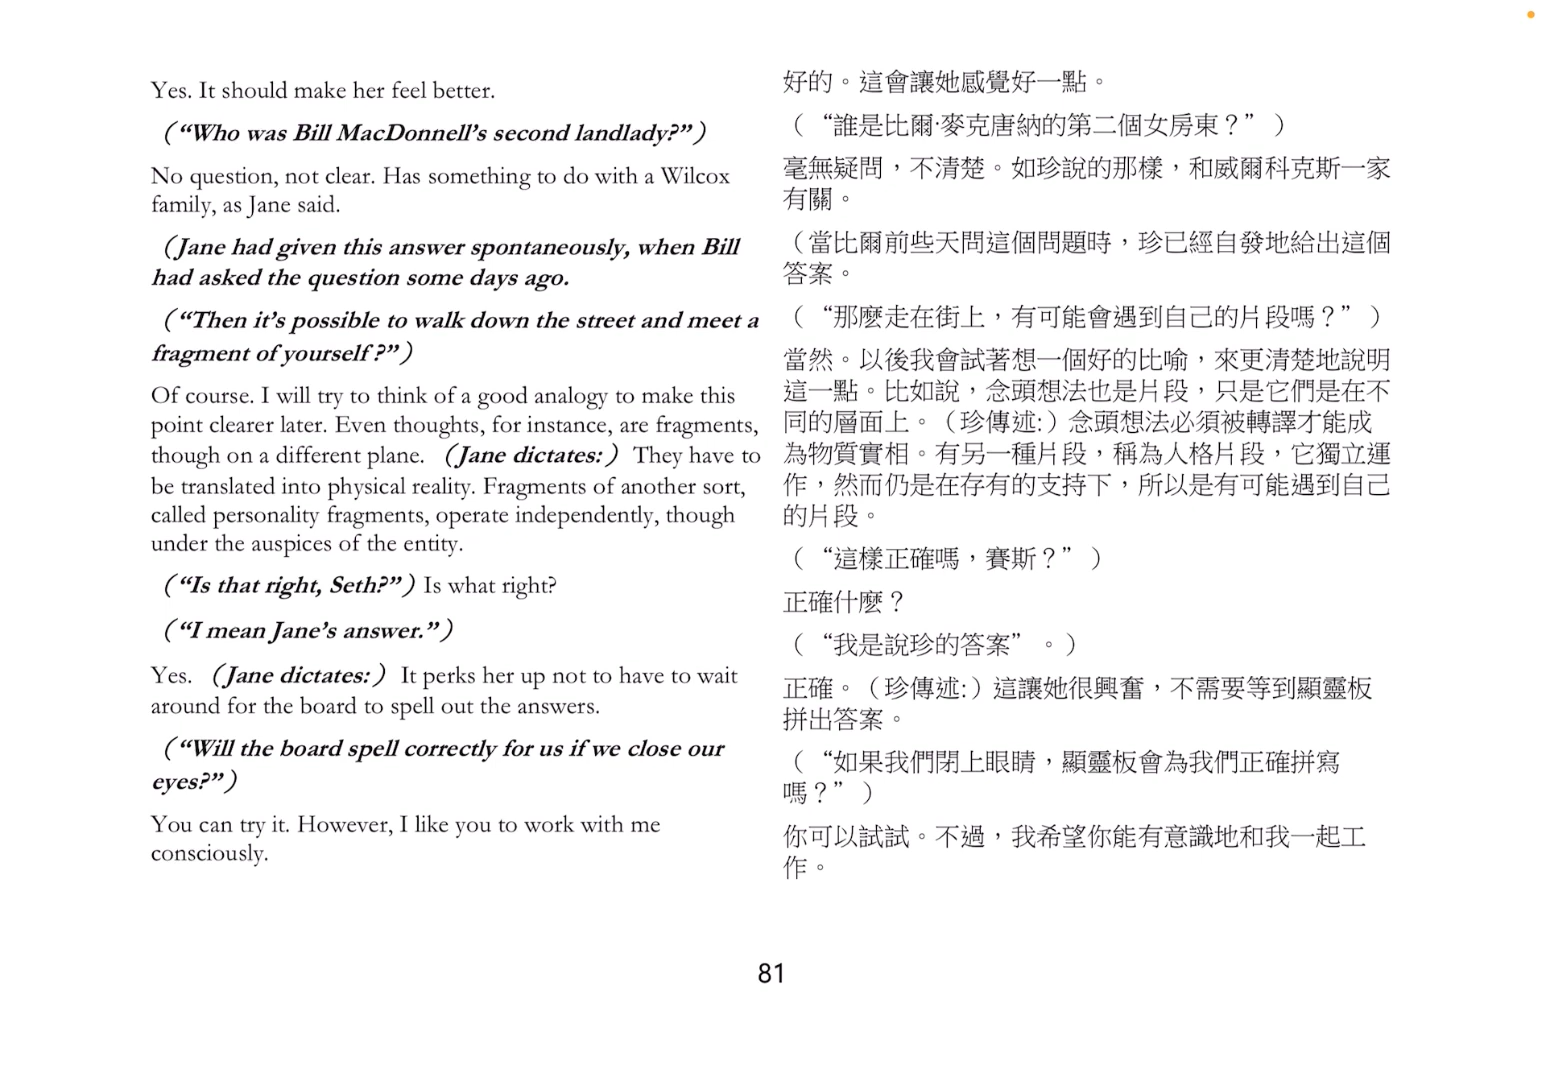 Yes. It should make her feel better.
（“Who was Bill MacDonnell’s second landlady?”）
No question, not clear. Has something to do with a Wilcox
family, as Jane said.
（Jane had given this answer spontaneously, when Bill
had asked the question some days ago.
（“Then it’s possible to walk down the street and meet a
fragment of yourself ?”）
Of course. I will try to think of a good analogy to make this
point clearer later. Even thoughts, for instance, are fragments,
though on a different plane. （Jane dictates:） They have to
be translated into physical reality. Fragments of another sort,
called personality fragments, operate independently, though
under the auspices of the entity.
（“Is that right, Seth?”）Is what right?
（“I mean Jane’s answer.”）
Yes. （Jane dictates:） It perks her up not to have to wait
around for the board to spell out the answers.
（“Will the board spell correctly for us if we close our
eyes?”）
You can try it. However, I like you to work with me
consciously.
好的。這會讓她感覺好一點。
（“誰是比爾·麥克唐納的第二個女房東？”）
毫無疑問，不清楚。如珍說的那樣，和威爾科克斯一家
有關。
（當比爾前些天問這個問題時，珍已經自發地給出這個
答案。
（“那麼走在街上，有可能會遇到自己的片段嗎？”）
當然。以後我會試著想一個好的比喻，來更清楚地說明
這一點。比如說，念頭想法也是片段，只是它們是在不
同的層面上。（珍傳述:）念頭想法必須被轉譯才能成
為物質實相。有另一種片段，稱為人格片段，它獨立運
作，然而仍是在存有的支持下，所以是有可能遇到自己
的片段。
（“這樣正確嗎，賽斯？”）
正確什麼？
（“我是說珍的答案”。）
正確。（珍傳述:）這讓她很興奮，不需要等到顯靈板
拼出答案。
（“如果我們閉上眼睛，顯靈板會為我們正確拼寫
嗎？”）
你可以試試。不過，我希望你能有意識地和我一起工
作。
81